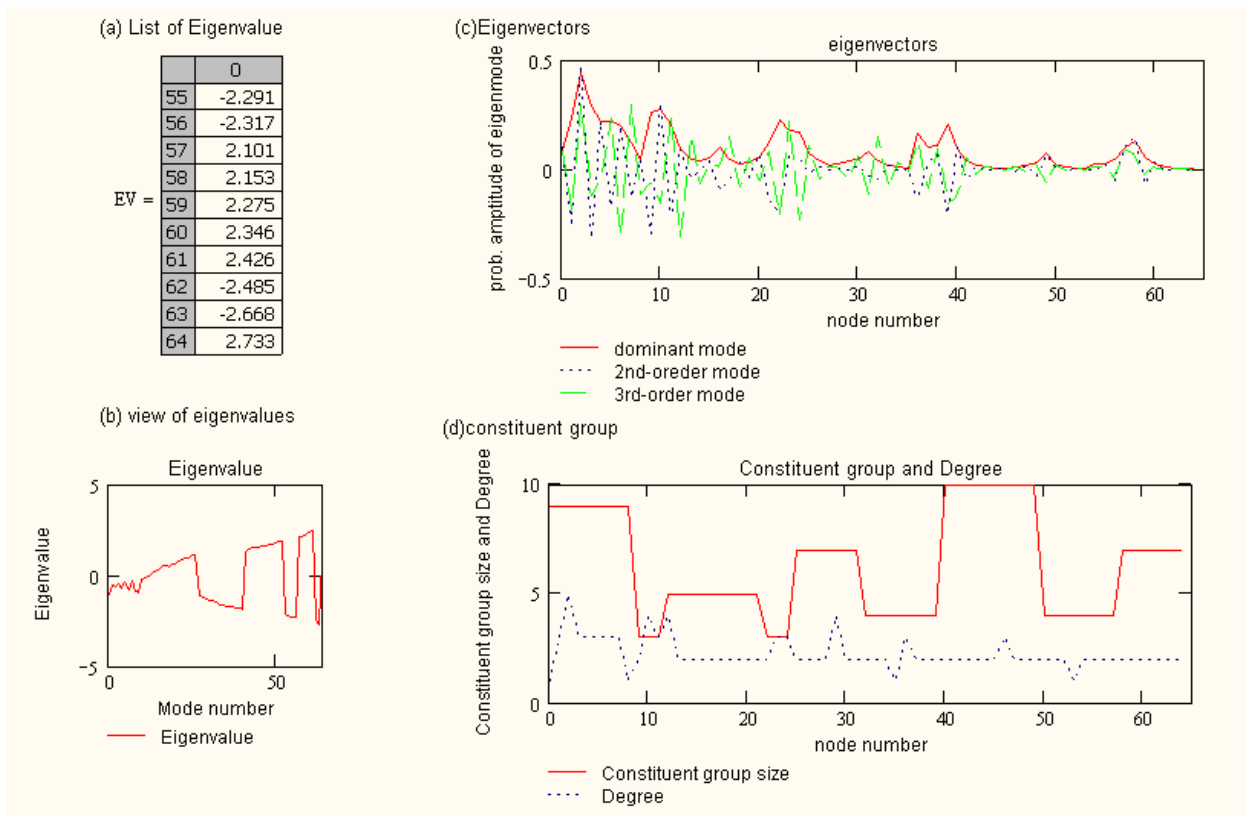 (a) List of Eigenvalue
0
55 -2.291
56 -2.317
57 2.101
58 2.153
EV = 59 2.275
60 2.346
61 2.426
62 -2.485
63 -2.668
64 2.733
(b) view of eigenvalues
Eigenvalue
5
0
−5
0 50
Eigenvalue
Mode number
Eigenvalue
(c)Eigenvectors
eigenvectors
0.5
0
−0.5
prob. amptitude of eigenmode
0 10 20 30 40 50 60
node number
dominant mode
2nd-oreder mode
3rd-order mode
(d)constituent group
Constituent group and Degree
10
5
0
Constituent group size and Degree
0 10 20 30 40 50 60
node number
Constituent group size
Degree